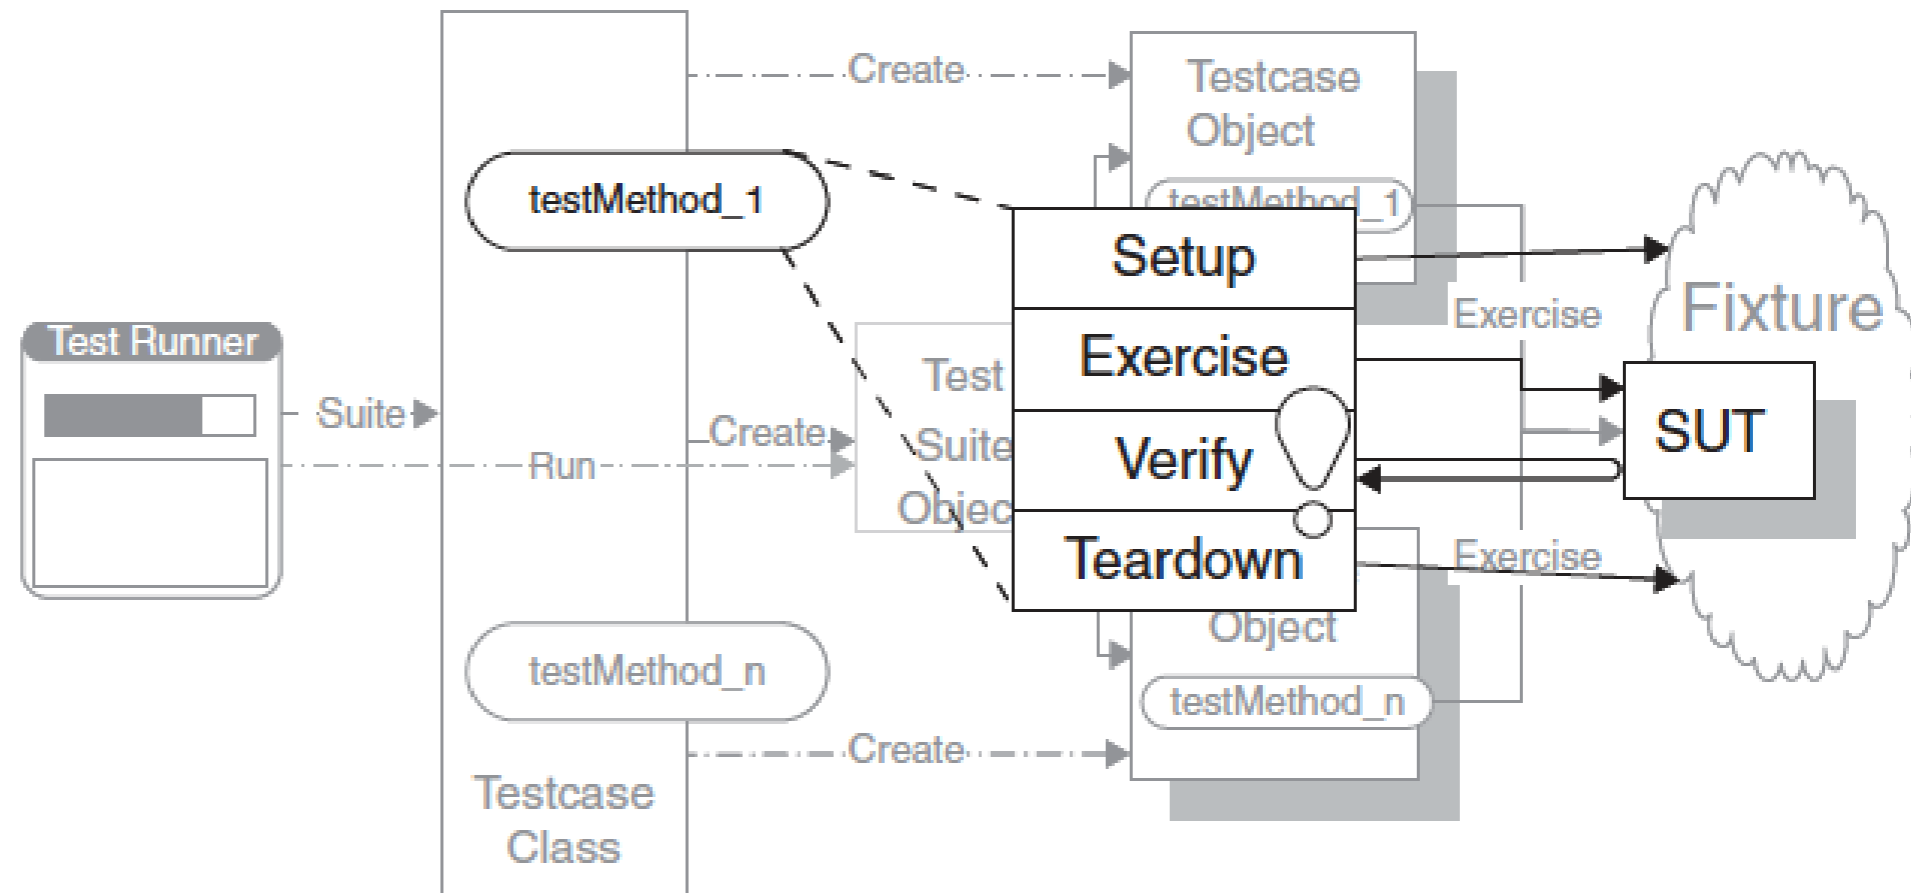 Create
Testcase
Object
testMethod_1
testMethod_1
Setup
Exercise
Fixture
Test Runner
Exercise
Test
Suite
Create
Suite
SUT
Run
Verify
Objec
Teardown
Exercise
Object
testMethod_n
testMethod_n
Create
Testcase
Class